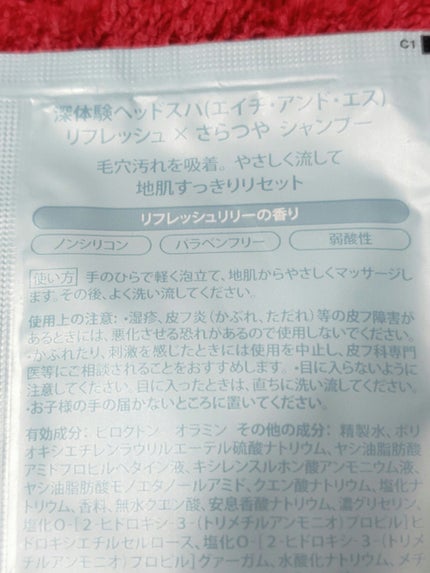 C1
深体験ヘッドスパ(エイチ・アンド・エス)
リフレッシュ×さらつや シャンプー
毛穴汚れを吸着。やさしく流して
地肌すっきりリセット
リフレッシュリリーの香り
ノンシリコン パラベンフリー 弱酸性
使い方 手のひらで軽く泡立て、地肌からやさしくマッサージし
ます。その後、よく洗い流してください。
使用上の注意: ・湿疹、皮フ炎(かぶれ、ただれ)等の皮フ障害が
あるときには、悪化させる恐れがあるので使用しないでください。
・かぶれたり、刺激を感じたときには使用を中止し、皮フ科専門
医等にご相談されることをおすすめします。・目に入らないように
注意してください。目に入ったときは、直ちに洗い流してください。
・お子様の手の届かないところに置いてください。
有効成分: ピロクトン オラミン その他の成分: 精製水、ポリ
オキシエチレンラウリルエーテル硫酸ナトリウム、ヤシ油脂肪酸
アミドプロピルベタイン液、キシレンスルホン酸アンモニウム液、
ヤシ油脂肪酸モノエタノールアミド、クエン酸ナトリウム、塩化ナ
トリウム、香料、無水クエン酸、安息香酸ナトリウム、濃グリセリン、
塩化O-[2-ヒドロキシ-3-(トリメチルアンモニオ)プロピル]ヒ
ドロキシエチルセルロース、塩化O-[2-ヒドロキシ-3-(トリメ
チルアンモニオ)プロピル]グァーガム、水酸化ナトリウム、メチ